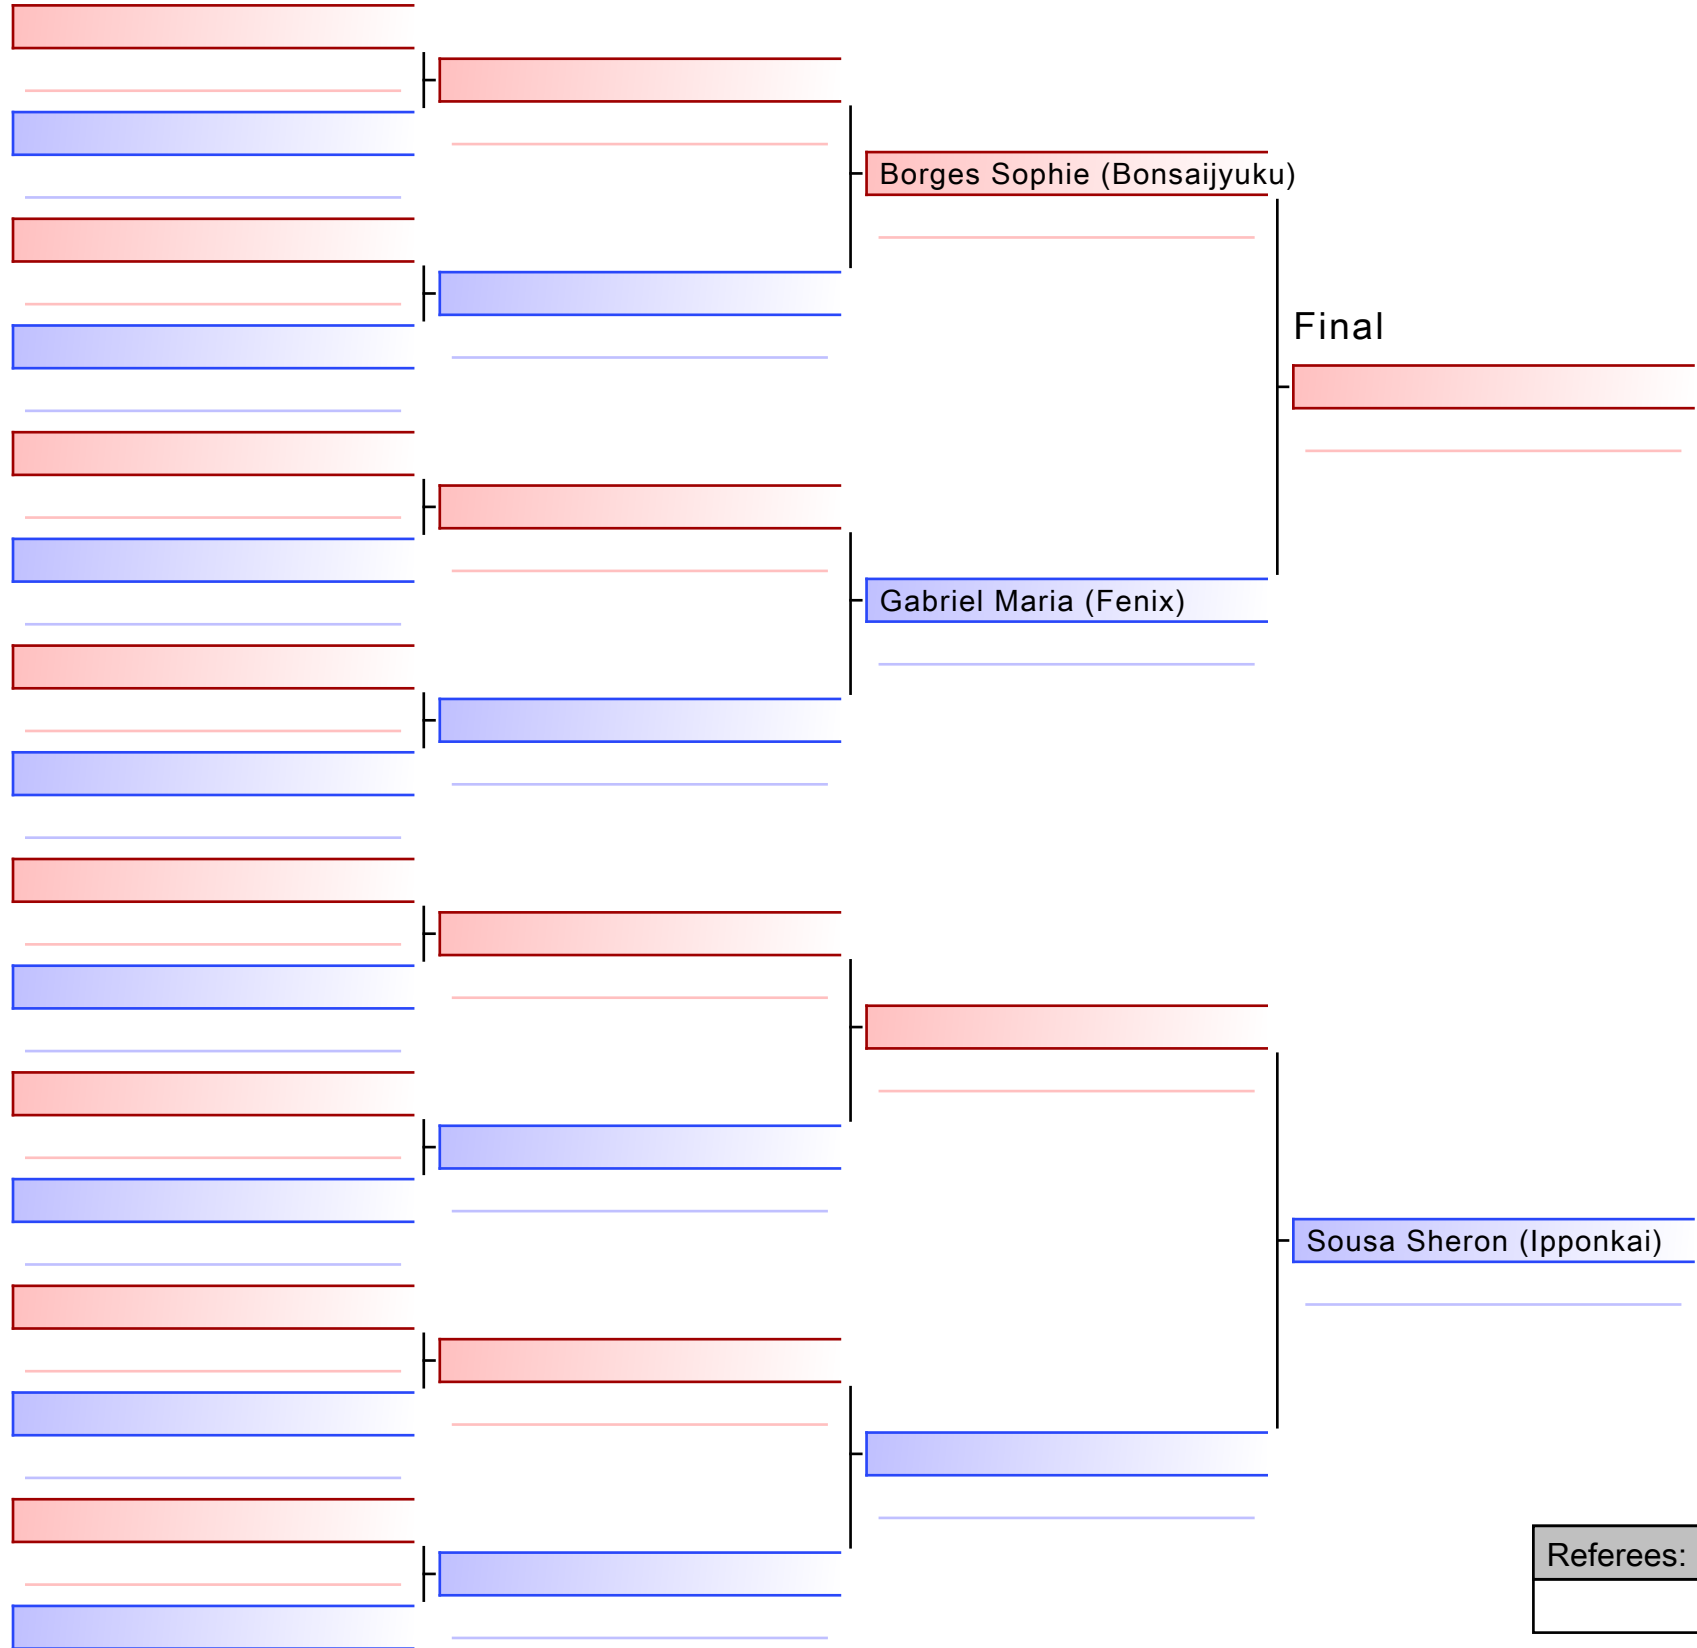 Borges Sophie (Bonsaijyuku)
Final
Gabriel Maria (Fenix)
Sousa Sheron (Ipponkai)
Referees: